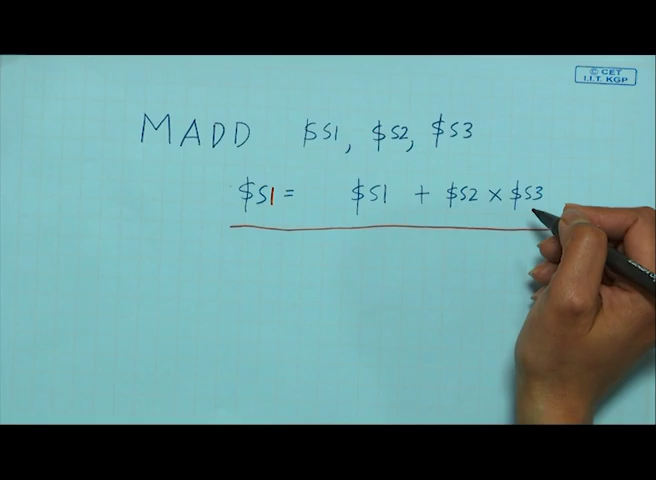 © CET
I.I.T. KGP
MADD $S1, $S2, $S3
$S1 = $S1 + $S2 × $S3